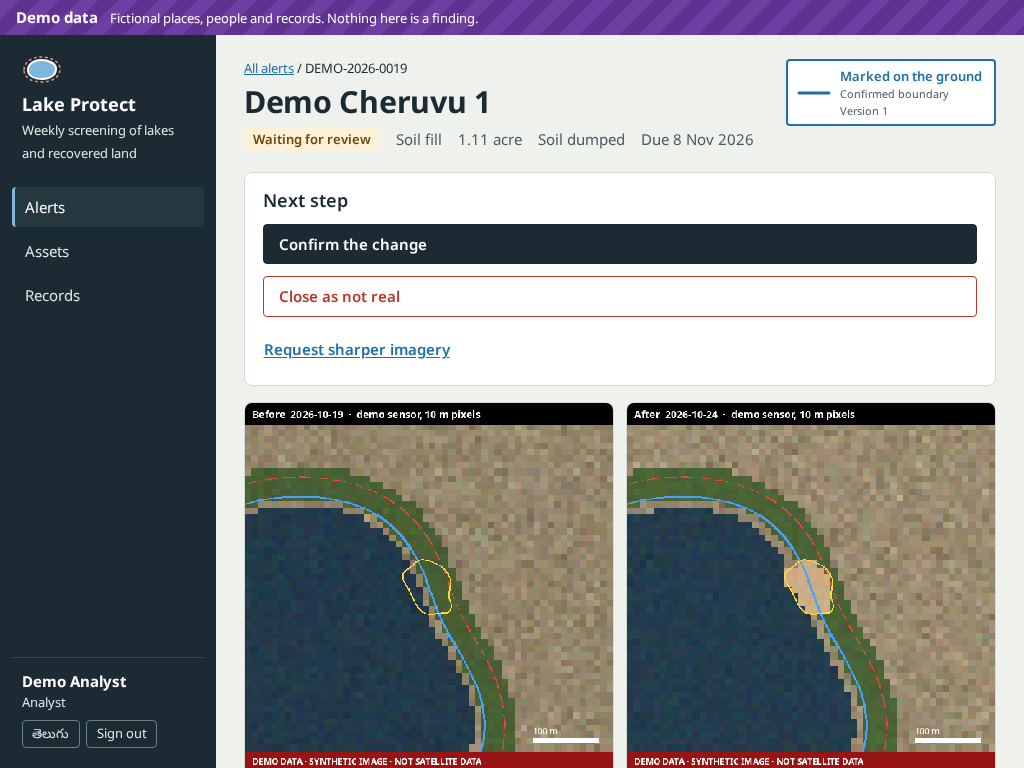 Demo data Fictional places, people and records. Nothing here is a finding.
Lake Protect
Weekly screening of lakes
and recovered land
Alerts
Assets
Records
Demo Analyst
Analyst
తెలుగు Sign out
All alerts / DEMO-2026-0019
Demo Cheruvu 1
Waiting for review Soil fill 1.11 acre Soil dumped Due 8 Nov 2026
Marked on the ground
Confirmed boundary
Version 1
Next step
Confirm the change
Close as not real
Request sharper imagery
Before 2026-10-19 · demo sensor, 10 m pixels
100 m
DEMO DATA · SYNTHETIC IMAGE · NOT SATELLITE DATA
After 2026-10-24 · demo sensor, 10 m pixels
100 m
DEMO DATA · SYNTHETIC IMAGE · NOT SATELLITE DATA